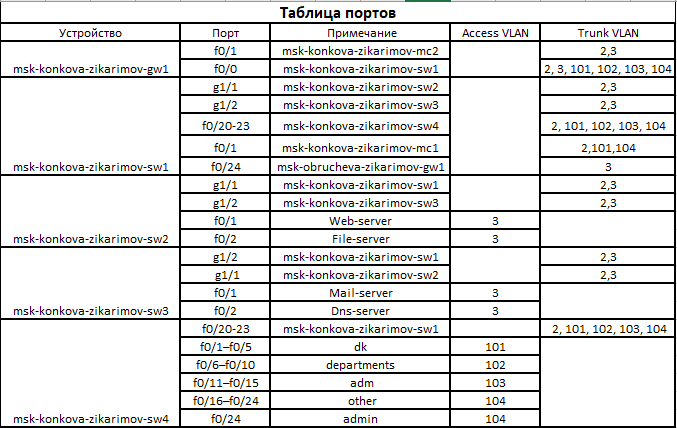 Таблица портов
Устройство Порт Примечание Access VLAN Trunk VLAN
f0/1 msk-konkova-zikarimov-mc2 2,3
msk-konkova-zikarimov-gw1 f0/0 msk-konkova-zikarimov-sw1 2, 3, 101, 102, 103, 104
g1/1 msk-konkova-zikarimov-sw2 2,3
g1/2 msk-konkova-zikarimov-sw3 2,3
f0/20-23 msk-konkova-zikarimov-sw4 2, 101, 102, 103, 104
f0/1 msk-konkova-zikarimov-mc1 2,101,104
msk-konkova-zikarimov-sw1 f0/24 msk-obrucheva-zikarimov-gw1 3
g1/1 msk-konkova-zikarimov-sw1 2,3
g1/2 msk-konkova-zikarimov-sw3 2,3
f0/1 Web-server 3
msk-konkova-zikarimov-sw2 f0/2 File-server 3
g1/2 msk-konkova-zikarimov-sw1 2,3
g1/1 msk-konkova-zikarimov-sw2 2,3
f0/1 Mail-server 3
msk-konkova-zikarimov-sw3 f0/2 Dns-server 3
f0/20-23 msk-konkova-zikarimov-sw1 2, 101, 102, 103, 104
f0/1–f0/5 dk 101
f0/6–f0/10 departments 102
f0/11–f0/15 adm 103
f0/16–f0/24 other 104
msk-konkova-zikarimov-sw4 f0/24 admin 104